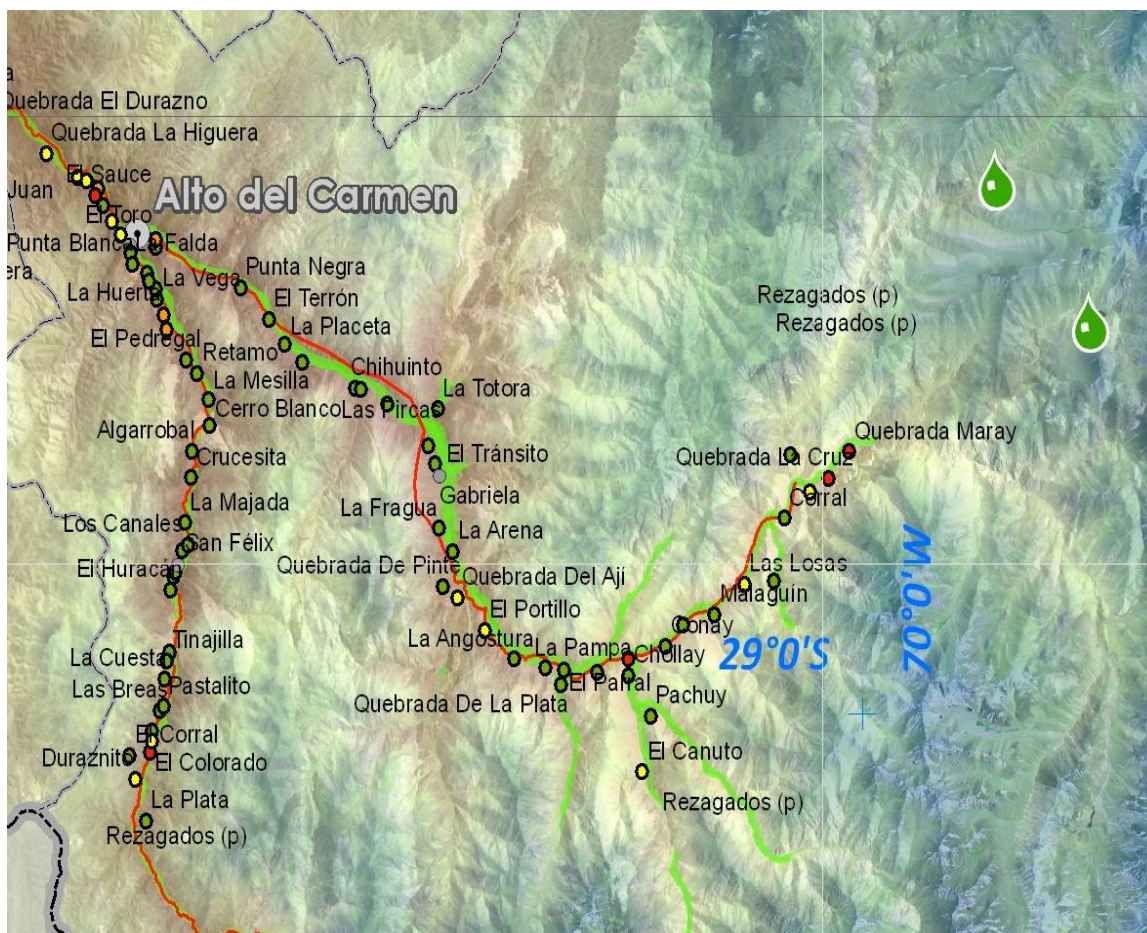 a
Quebrada El Durazno
Quebrada La Higuera
El Sauce
Juan
Alto del Carmen
El Toro
Punta Blanca
La Falda
era
La Vega
Punta Negra
La Huerta
El Terrón
Rezagados (p)
Rezagados (p)
La Placeta
El Pedregal
Retamo
Chihuinto
La Mesilla
La Totora
Cerro Blanco
Las Pircas
Algarrobal
Quebrada Maray
Crucesita
El Tránsito
Quebrada La Cruz
La Majada
Gabriela
La Fragua
Corral
Los Canales
La Arena
San Félix
Quebrada De Pinte
Las Losas
El Huracán
Quebrada Del Ají
70°0'W
El Portillo
Malaguín
Conay
Tinajilla
La Angostura
La Pampa
29°0'S
La Cuesta
Chollay
Las Breas
Pastalito
El Parral
Quebrada De La Plata
Pachuy
El Corral
Duraznito
El Canuto
El Colorado
La Plata
Rezagados (p)
Rezagados (p)